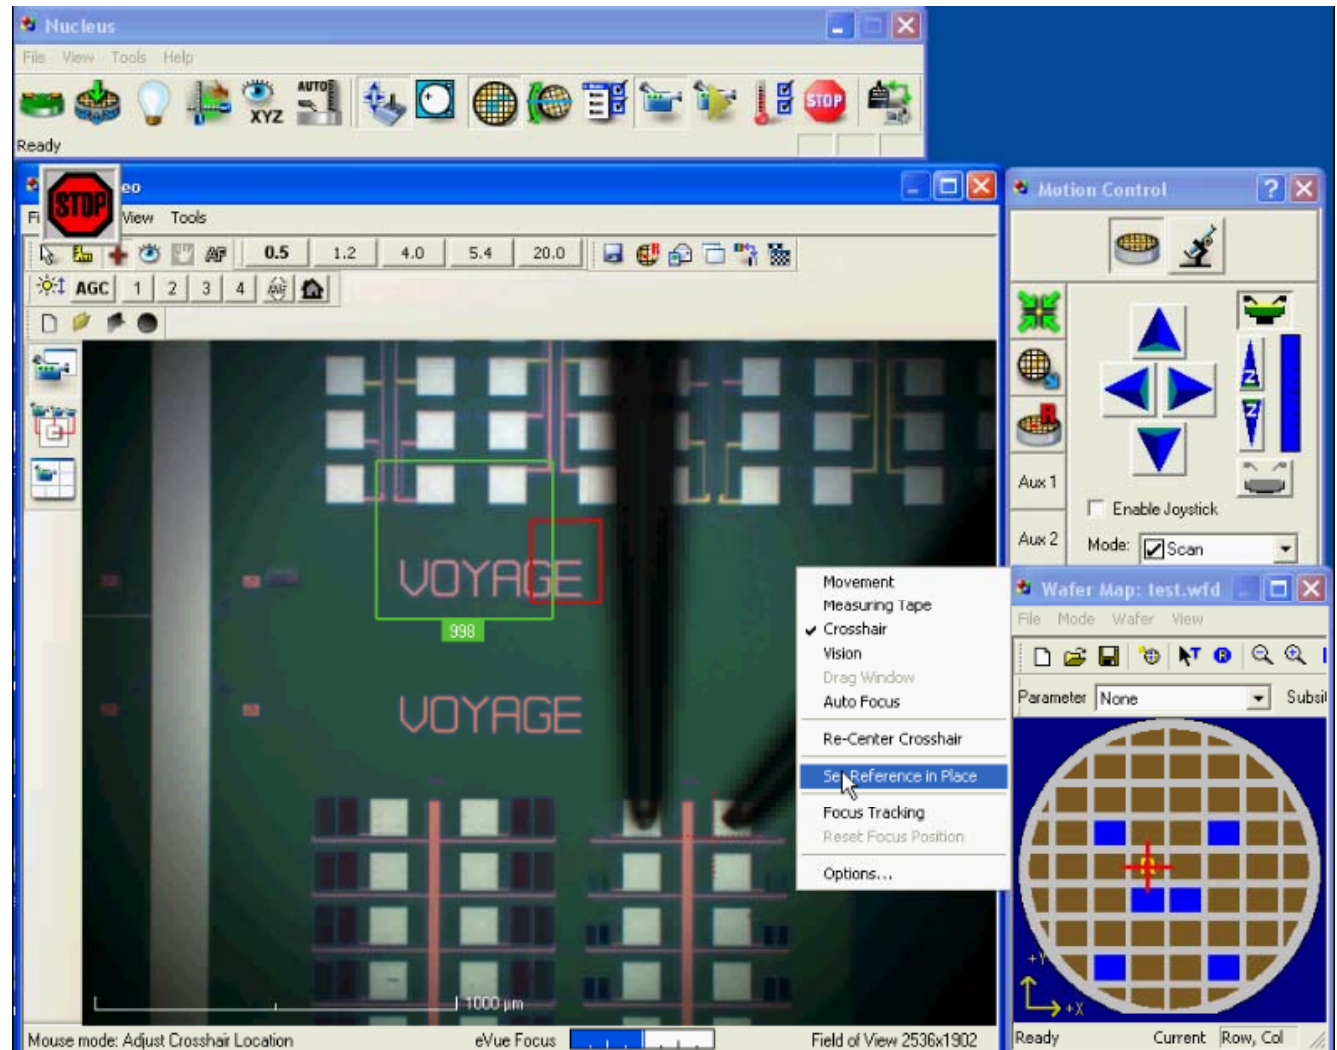 Nucleus
File View Tools Help
AUTO
XYZ
STOP
Ready
STOP
eo
Fi View Tools
AF 0.5 1.2 4.0 5.4 20.0
AGC 1 2 3 4
VOYAGE
998
VOYAGE
1000 µm
Movement
Measuring Tape
Crosshair
Vision
Drag Window
Auto Focus
Re-Center Crosshair
Set Reference in Place
Focus Tracking
Reset Focus Position
Options...
Mouse mode: Adjust Crosshair Location eVue Focus Field of View 2536x1902
Motion Control
Z
R
Z
Aux 1
Enable Joystick
Aux 2
Mode: Scan
Wafer Map: test.wfd
File Mode Wafer View
T R
Parameter None Subsi
+Y
+X
Ready Current Row, Col